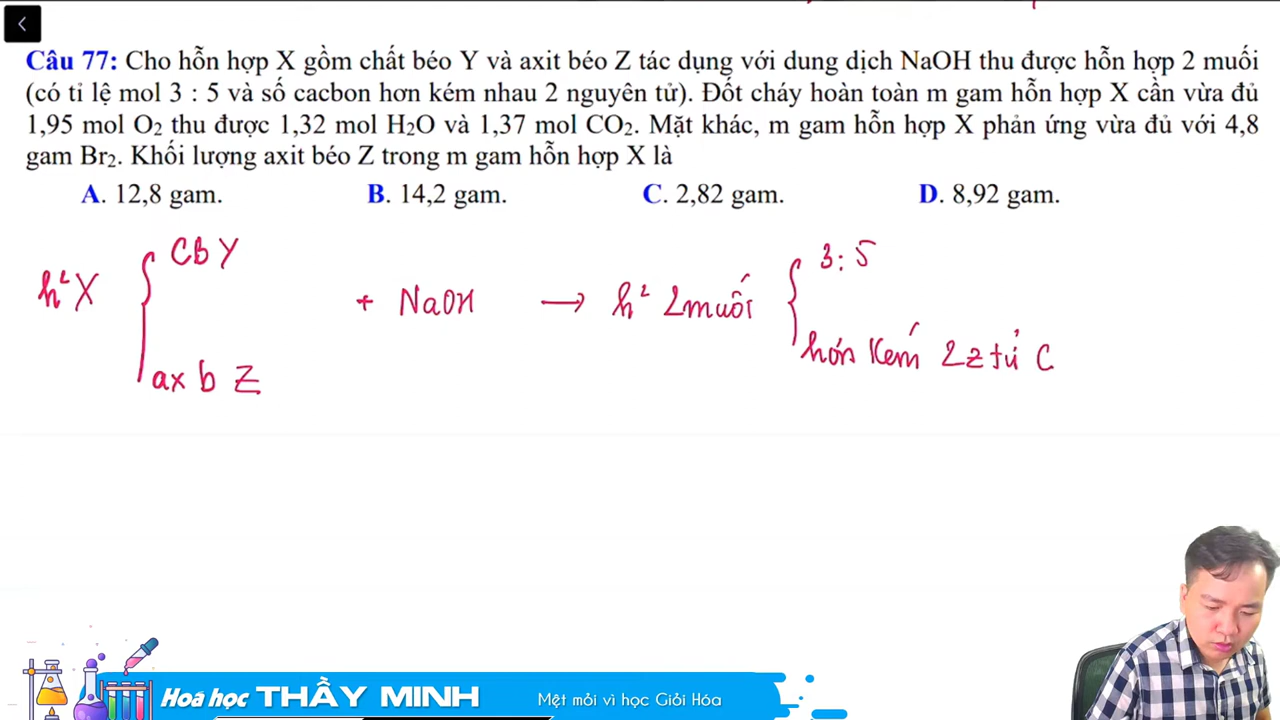 Câu 77: Cho hỗn hợp X gồm chất béo Y và axit béo Z tác dụng với dung dịch NaOH thu được hỗn hợp 2 muối
(có tỉ lệ mol 3 : 5 và số cacbon hơn kém nhau 2 nguyên tử). Đốt cháy hoàn toàn m gam hỗn hợp X cần vừa đủ
1,95 mol O₂ thu được 1,32 mol H₂O và 1,37 mol CO₂. Mặt khác, m gam hỗn hợp X phản ứng vừa đủ với 4,8
gam Br₂. Khối lượng axit béo Z trong m gam hỗn hợp X là
A. 12,8 gam. B. 14,2 gam. C. 2,82 gam. D. 8,92 gam.
Cb Y
3 : 5
h² X + NaOH → h² 2 muối
hơn kém 2 ng tử C
ax b Z
Hoá học THẦY MINH Mệt mỏi vì học Giỏi Hóa